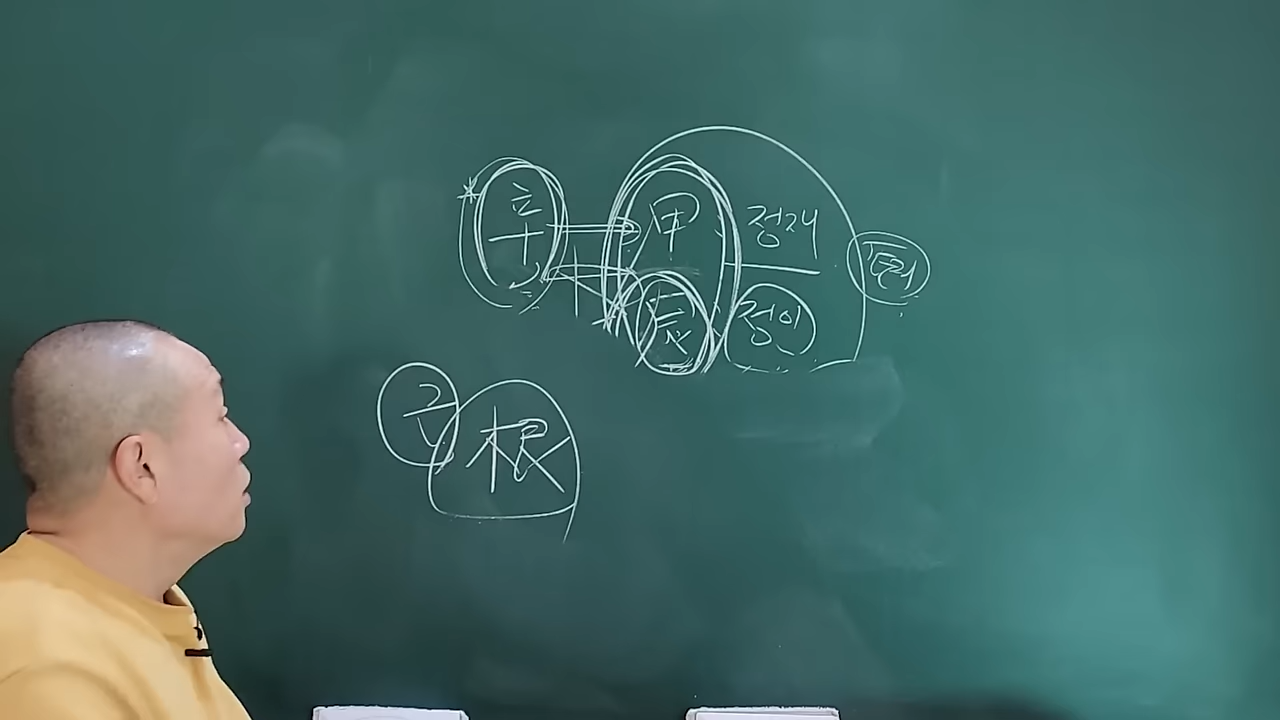 辛 甲 정재
辰 정인
근 根